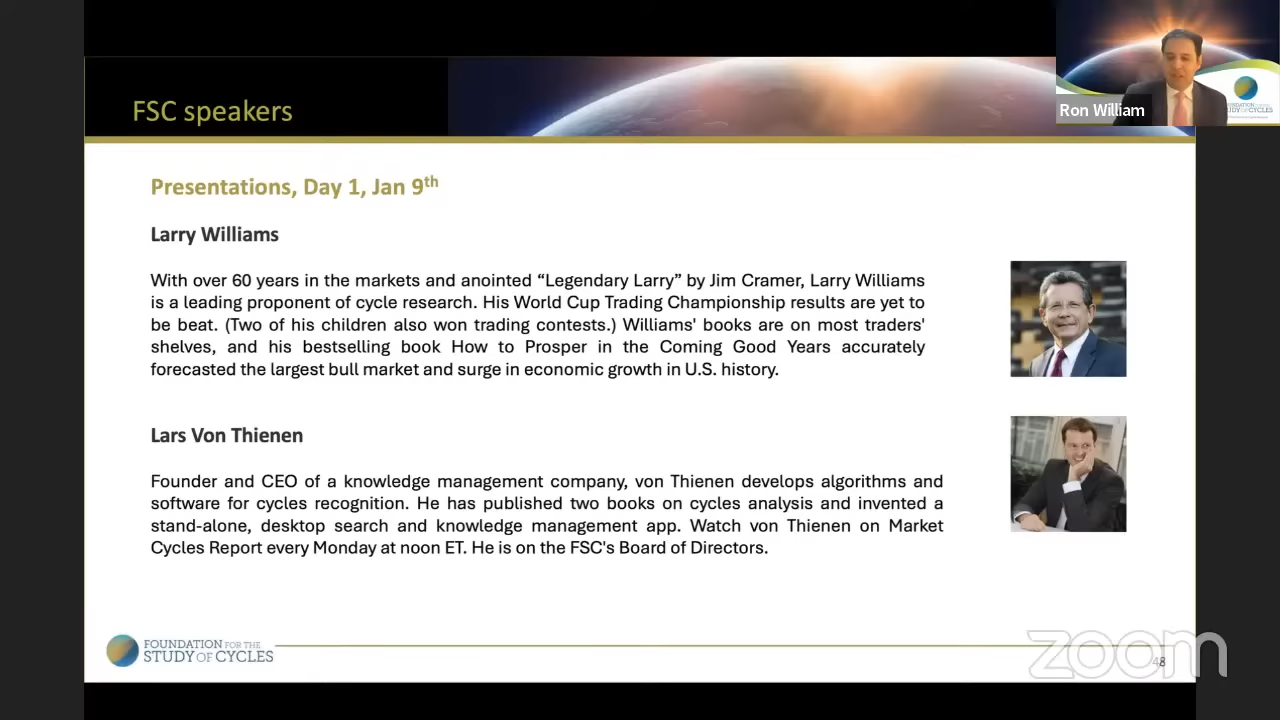 Ron William
FOUNDATION FOR THE
STUDY OF CYCLES
FSC speakers
Presentations, Day 1, Jan 9th
Larry Williams
With over 60 years in the markets and anointed “Legendary Larry” by Jim Cramer, Larry Williams
is a leading proponent of cycle research. His World Cup Trading Championship results are yet to
be beat. (Two of his children also won trading contests.) Williams' books are on most traders'
shelves, and his bestselling book How to Prosper in the Coming Good Years accurately
forecasted the largest bull market and surge in economic growth in U.S. history.
Lars Von Thienen
Founder and CEO of a knowledge management company, von Thienen develops algorithms and
software for cycles recognition. He has published two books on cycles analysis and invented a
stand-alone, desktop search and knowledge management app. Watch von Thienen on Market
Cycles Report every Monday at noon ET. He is on the FSC's Board of Directors.
FOUNDATION FOR THE
STUDY OF CYCLES
zoom
48